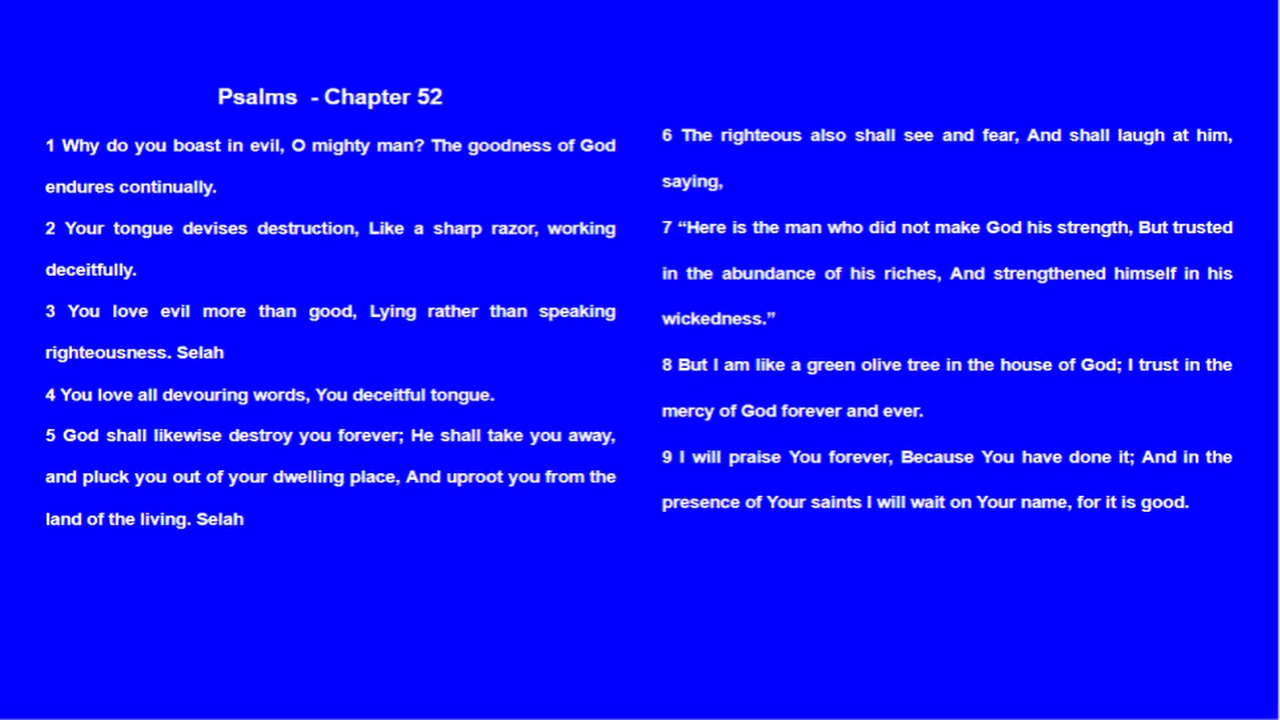 Psalms  - Chapter 52
1 Why do you boast in evil, O mighty man? The goodness of God
endures continually.
2 Your tongue devises destruction, Like a sharp razor, working
deceitfully.
3 You love evil more than good, Lying rather than speaking
righteousness. Selah
4 You love all devouring words, You deceitful tongue.
5 God shall likewise destroy you forever; He shall take you away,
and pluck you out of your dwelling place, And uproot you from the
land of the living. Selah
6 The righteous also shall see and fear, And shall laugh at him,
saying,
7 “Here is the man who did not make God his strength, But trusted
in the abundance of his riches, And strengthened himself in his
wickedness.”
8 But I am like a green olive tree in the house of God; I trust in the
mercy of God forever and ever.
9 I will praise You forever, Because You have done it; And in the
presence of Your saints I will wait on Your name, for it is good.